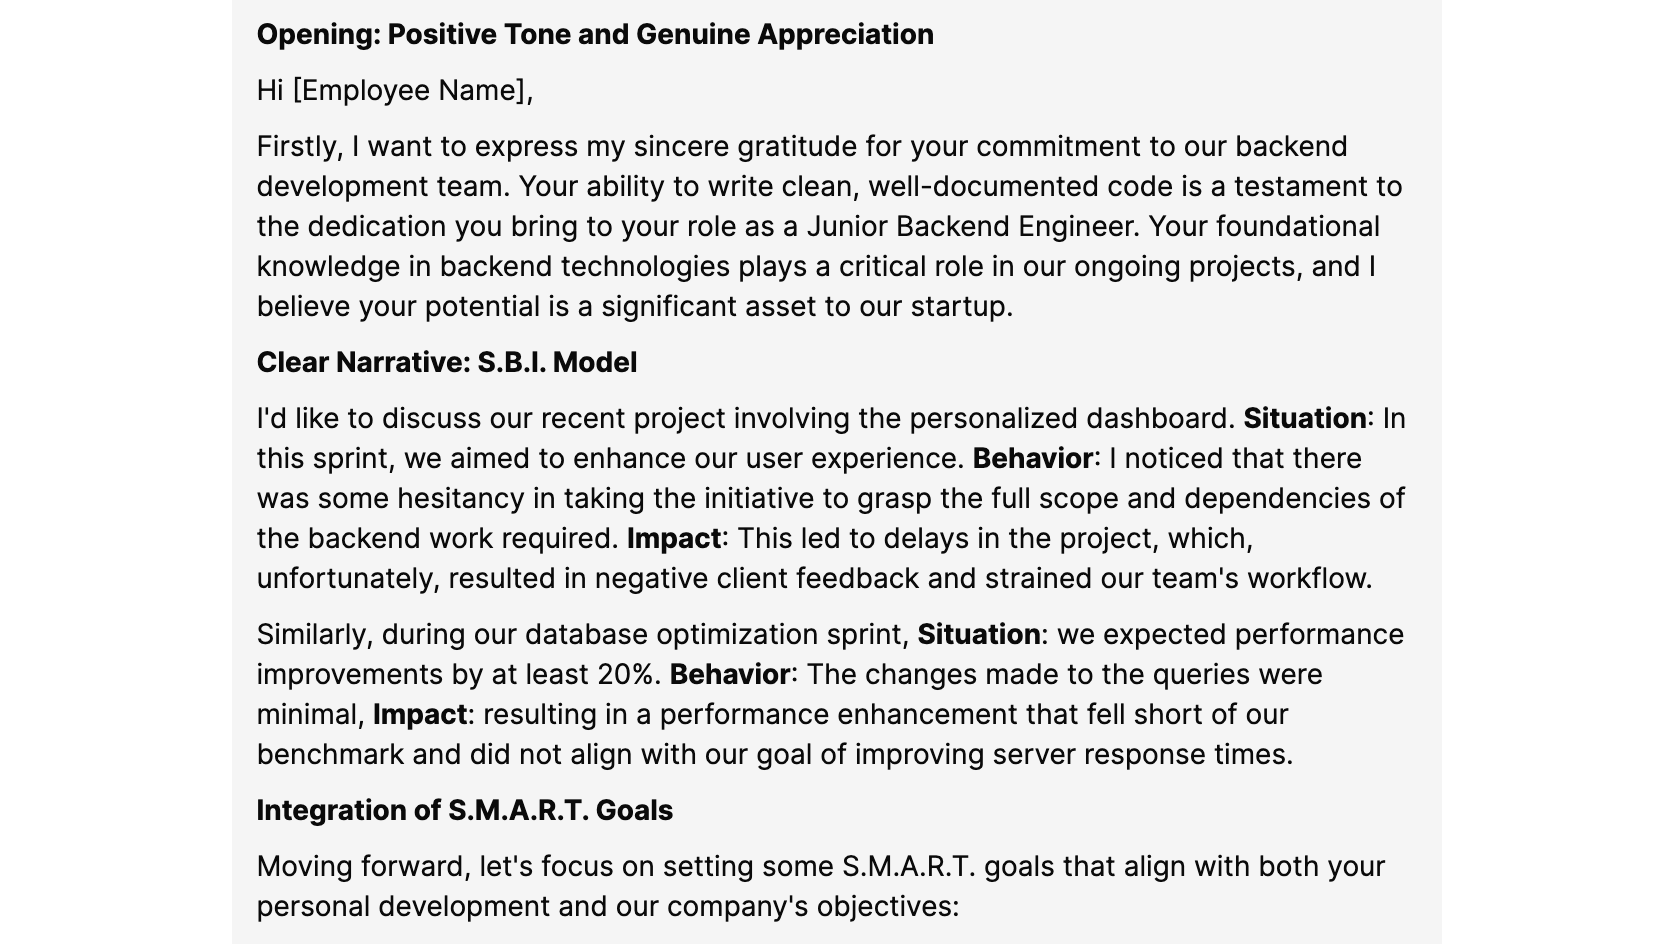 Opening: Positive Tone and Genuine Appreciation
Hi [Employee Name],
Firstly, I want to express my sincere gratitude for your commitment to our backend
development team. Your ability to write clean, well-documented code is a testament to
the dedication you bring to your role as a Junior Backend Engineer. Your foundational
knowledge in backend technologies plays a critical role in our ongoing projects, and I
believe your potential is a significant asset to our startup.
Clear Narrative: S.B.I. Model
I'd like to discuss our recent project involving the personalized dashboard. Situation: In
this sprint, we aimed to enhance our user experience. Behavior: I noticed that there
was some hesitancy in taking the initiative to grasp the full scope and dependencies of
the backend work required. Impact: This led to delays in the project, which,
unfortunately, resulted in negative client feedback and strained our team's workflow.
Similarly, during our database optimization sprint, Situation: we expected performance
improvements by at least 20%. Behavior: The changes made to the queries were
minimal, Impact: resulting in a performance enhancement that fell short of our
benchmark and did not align with our goal of improving server response times.
Integration of S.M.A.R.T. Goals
Moving forward, let's focus on setting some S.M.A.R.T. goals that align with both your
personal development and our company's objectives: